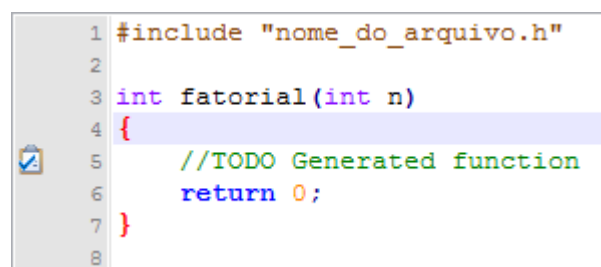 1 #include "nome_do_arquivo.h"
2
3 int fatorial(int n)
4 {
5     //TODO Generated function
6     return 0;
7 }
8